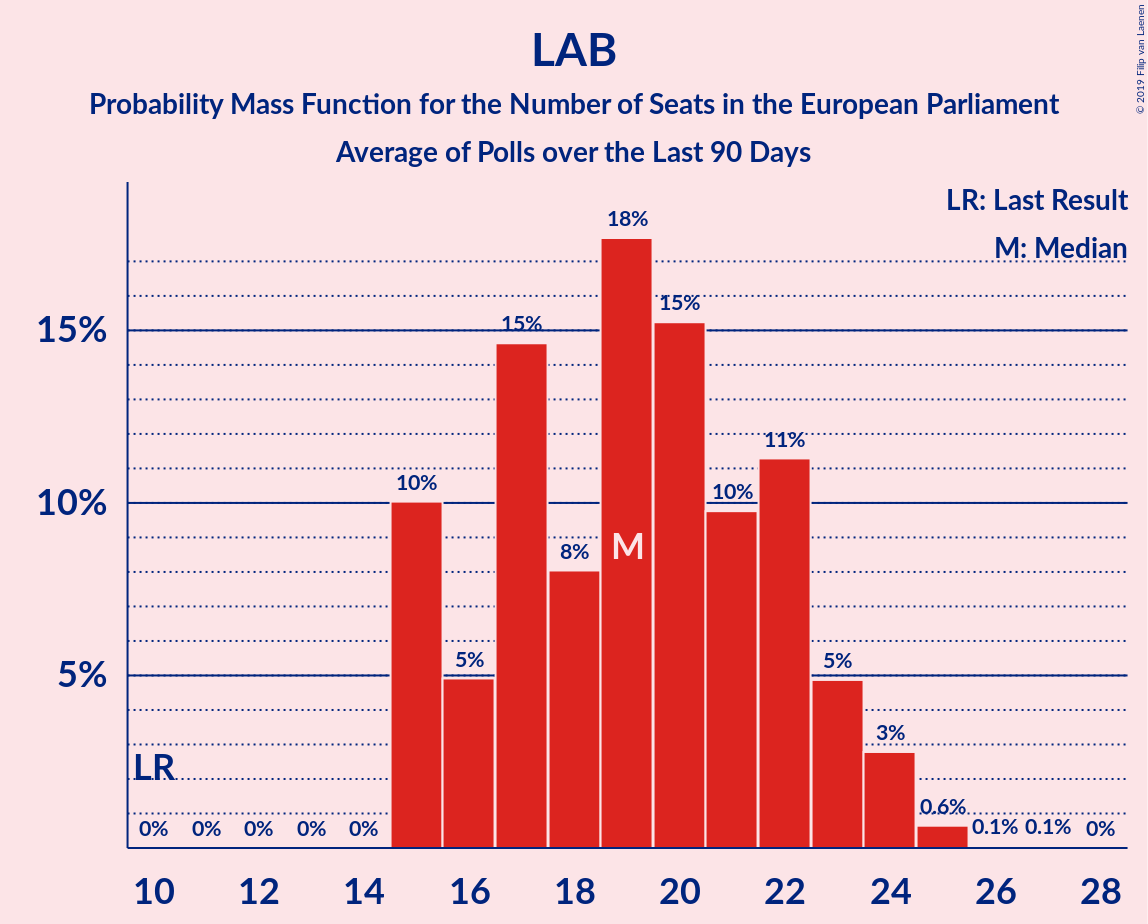 © 2019 Filip van Laenen
LAB
Probability Mass Function for the Number of Seats in the European Parliament
Average of Polls over the Last 90 Days
LR: Last Result
M: Median
15%
10%
5%
LR
M
0% 0% 0% 0% 0% 10% 5% 15% 8% 18% 15% 10% 11% 5% 3% 0.6% 0.1% 0.1% 0%
10 12 14 16 18 20 22 24 26 28